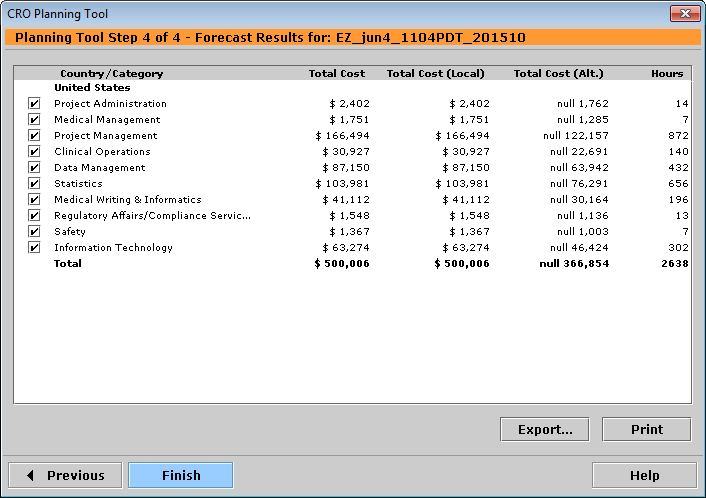 CRO Planning Tool
Planning Tool Step 4 of 4 - Forecast Results for: EZ_jun4_1104PDT_201510
Country/Category Total Cost Total Cost (Local) Total Cost (Alt.) Hours
United States
Project Administration $ 2,402 $ 2,402 null 1,762 14
Medical Management $ 1,751 $ 1,751 null 1,285 7
Project Management $ 166,494 $ 166,494 null 122,157 872
Clinical Operations $ 30,927 $ 30,927 null 22,691 140
Data Management $ 87,150 $ 87,150 null 63,942 432
Statistics $ 103,981 $ 103,981 null 76,291 656
Medical Writing & Informatics $ 41,112 $ 41,112 null 30,164 196
Regulatory Affairs/Compliance Servic... $ 1,548 $ 1,548 null 1,136 13
Safety $ 1,367 $ 1,367 null 1,003 7
Information Technology $ 63,274 $ 63,274 null 46,424 302
Total $ 500,006 $ 500,006 null 366,854 2638
Export... Print
Previous Finish Help